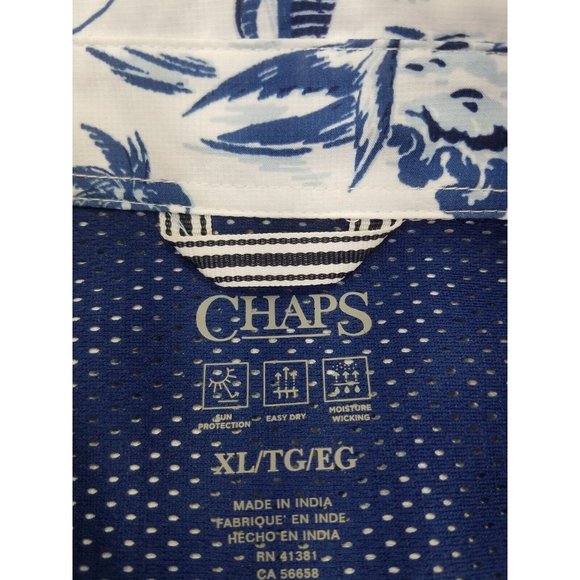 CHAPS
SUN PROTECTION
EASY DRY
MOISTURE WICKING
XL/TG/EG
MADE IN INDIA
FABRIQUE' EN INDE
HECHO EN INDIA
RN 41381
CA 56658